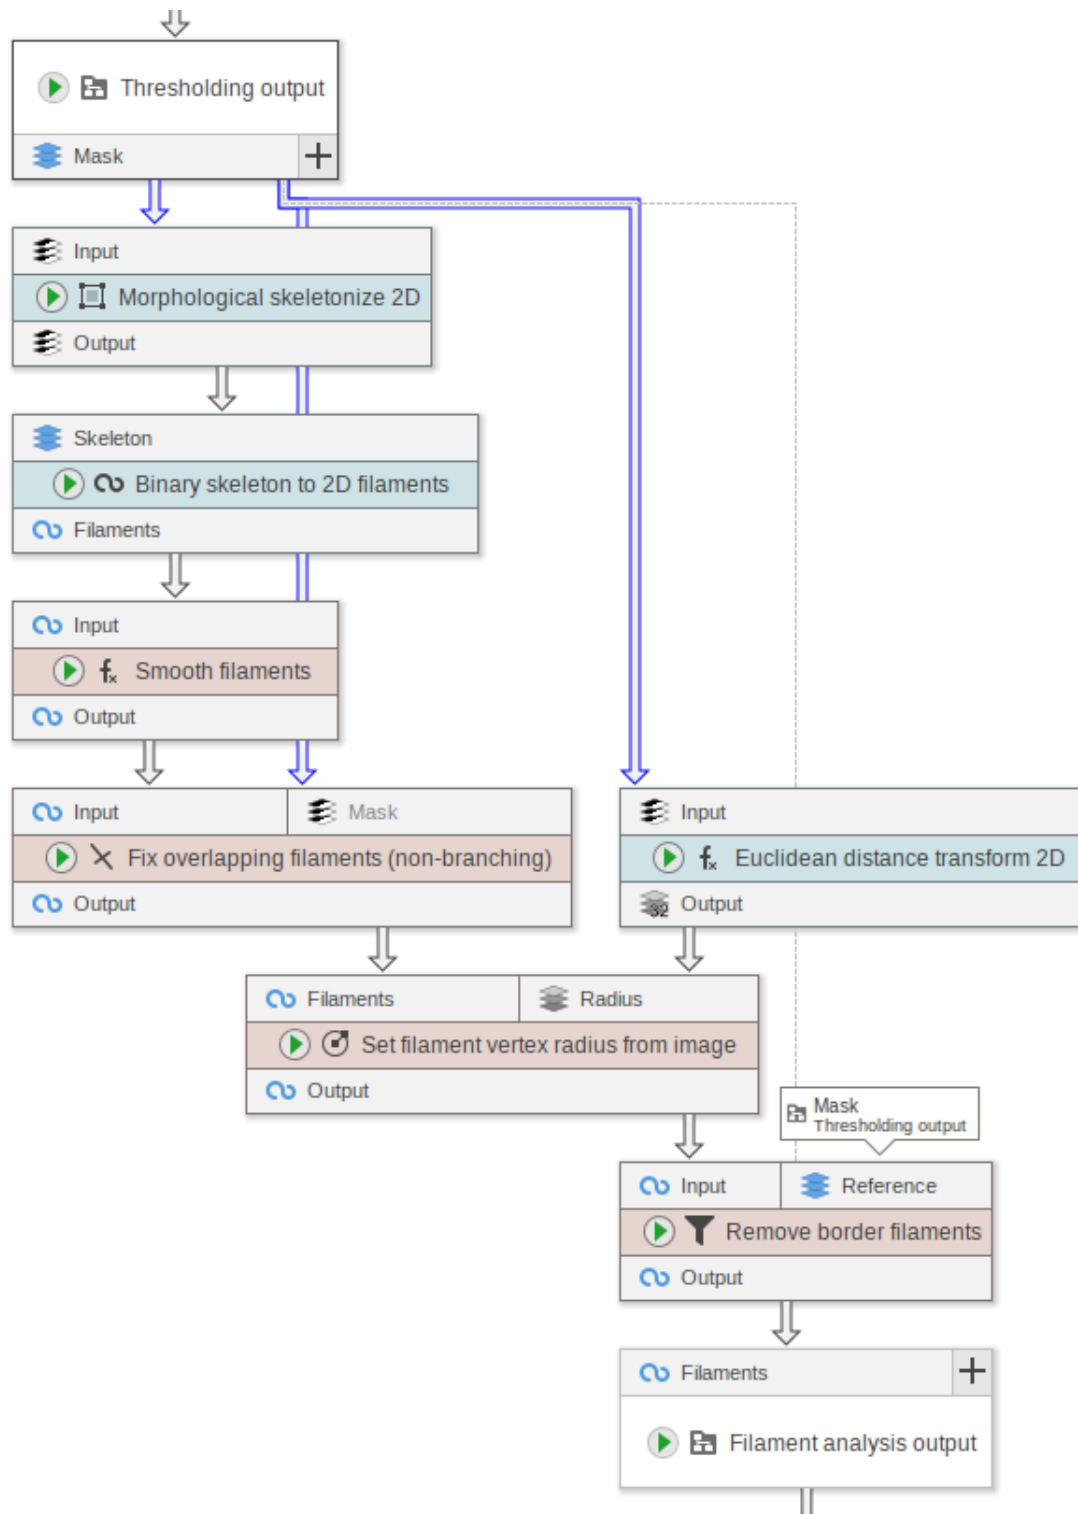 Thresholding output
Mask
Input
Morphological skeletonize 2D
Output
Skeleton
Binary skeleton to 2D filaments
Filaments
Input
Smooth filaments
Output
Input
Mask
Fix overlapping filaments (non-branching)
Output
Input
Euclidean distance transform 2D
32
Output
Filaments
Radius
Set filament vertex radius from image
Output
Mask
Thresholding output
Input
Reference
Remove border filaments
Output
Filaments
Filament analysis output